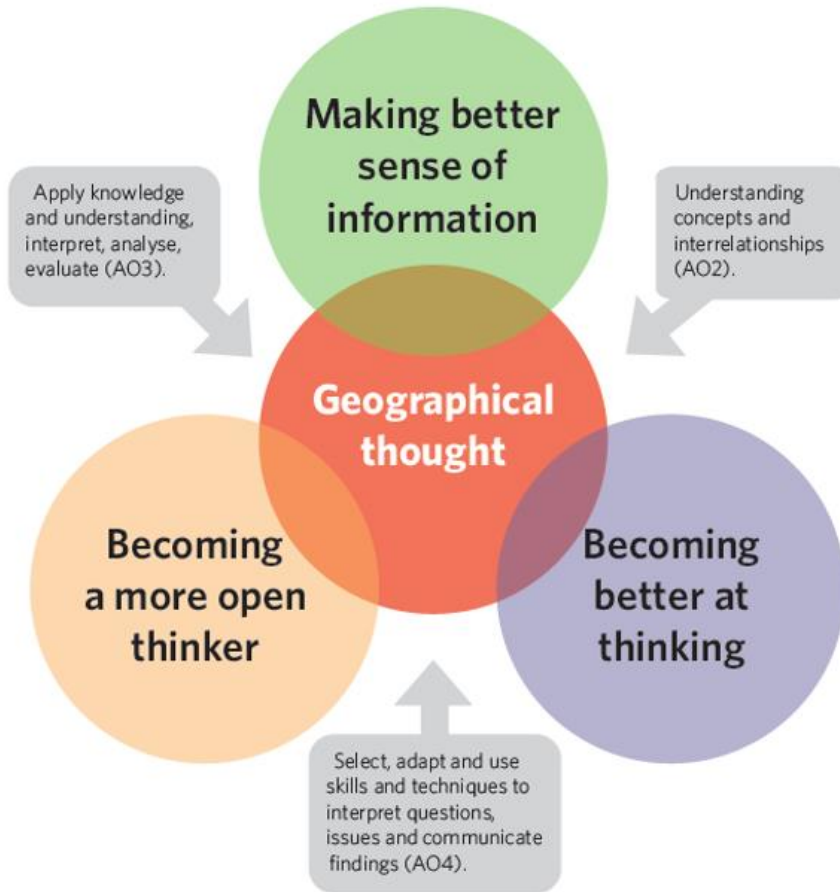 Making better
sense of
information
Apply knowledge
and understanding,
interpret, analyse,
evaluate (AO3).
Understanding
concepts and
interrelationships
(AO2).
Geographical
thought
Becoming
a more open
thinker
Becoming
better at
thinking
Select, adapt and use
skills and techniques to
interpret questions,
issues and communicate
findings (AO4).